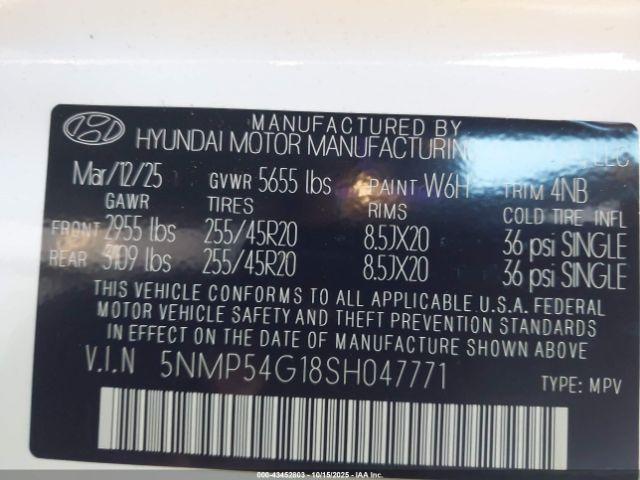 MANUFACTURED BY
HYUNDAI MOTOR MANUFACTURING LLC
Mar/12/25 GVWR 5655 lbs PAINT W6H TRIM 4NB
GAWR TIRES RIMS COLD TIRE INFL
FRONT 2955 lbs 255/45R20 8.5JX20 36 psi SINGLE
REAR 3109 lbs 255/45R20 8.5JX20 36 psi SINGLE
THIS VEHICLE CONFORMS TO ALL APPLICABLE U.S.A. FEDERAL
MOTOR VEHICLE SAFETY AND THEFT PREVENTION STANDARDS
IN EFFECT ON THE DATE OF MANUFACTURE SHOWN ABOVE.
V.I.N 5NMP54G18SH047771 TYPE: MPV
000-43452803 - 10/15/2025 - IAA Inc.